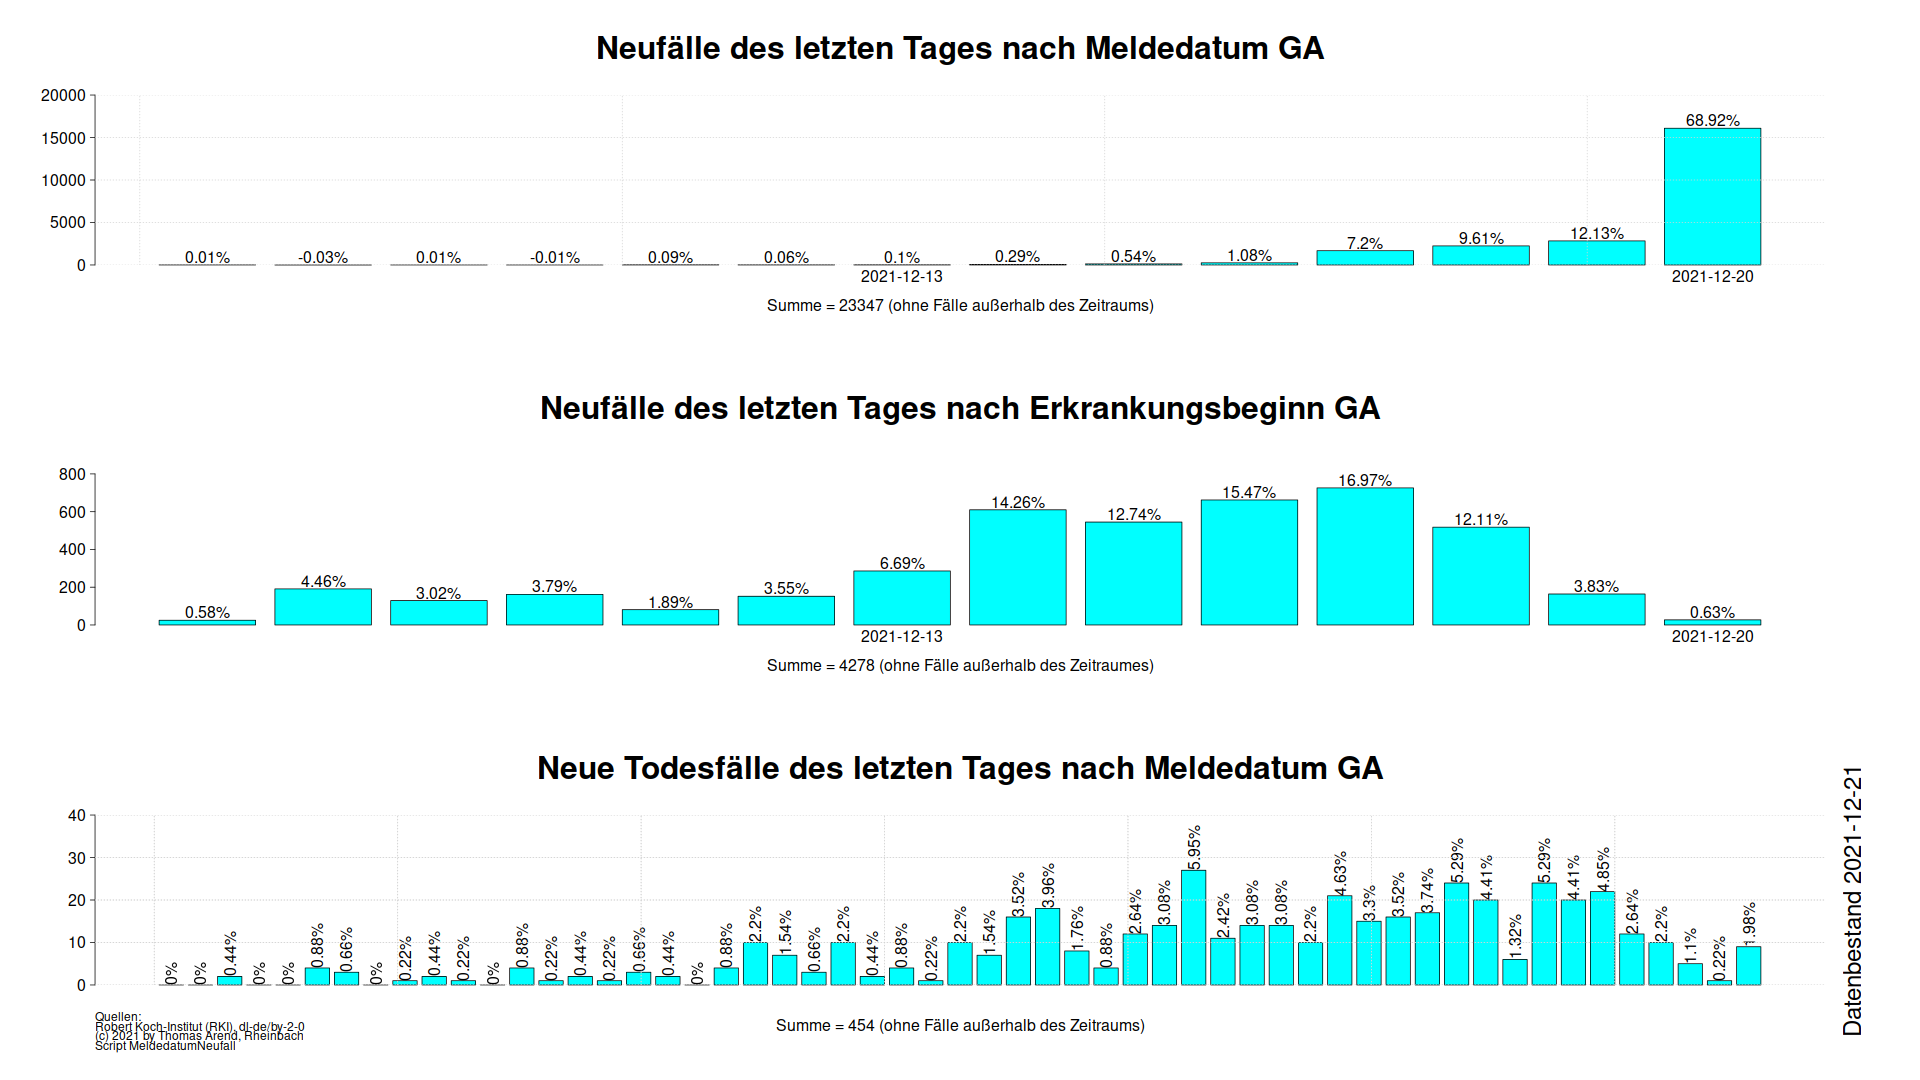 Neufälle des letzten Tages nach Meldedatum GA
20000
15000
10000
5000
0
0.01% -0.03% 0.01% -0.01% 0.09% 0.06% 0.1% 0.29% 0.54% 1.08% 7.2% 9.61% 12.13% 68.92%
2021-12-13 2021-12-20
Summe = 23347 (ohne Fälle außerhalb des Zeitraums)
Neufälle des letzten Tages nach Erkrankungsbeginn GA
800
600
400
200
0
0.58% 4.46% 3.02% 3.79% 1.89% 3.55% 6.69% 14.26% 12.74% 15.47% 16.97% 12.11% 3.83% 0.63%
2021-12-13 2021-12-20
Summe = 4278 (ohne Fälle außerhalb des Zeitraumes)
Neue Todesfälle des letzten Tages nach Meldedatum GA
40
30
20
10
0
0% 0% 0.44% 0% 0% 0.88% 0.66% 0% 0.22% 0.44% 0.22% 0% 0.88% 0.22% 0.44% 0.22% 0.66% 0.44% 0% 0.88% 2.2% 1.54% 0.66% 2.2% 0.44% 0.88% 0.22% 2.2% 1.54% 3.52% 3.96% 1.76% 0.88% 2.64% 3.08% 5.95% 2.42% 3.08% 3.08% 2.2% 4.63% 3.3% 3.52% 3.74% 5.29% 4.41% 1.32% 5.29% 4.41% 4.85% 2.64% 2.2% 1.1% 0.22% 1.98%
Summe = 454 (ohne Fälle außerhalb des Zeitraums)
Quellen:
Robert Koch-Institut (RKI), dl-de/by-2-0
(c) 2021 by Thomas Arend, Rheinbach
Script MeldedatumNeufall
Datenbestand 2021-12-21